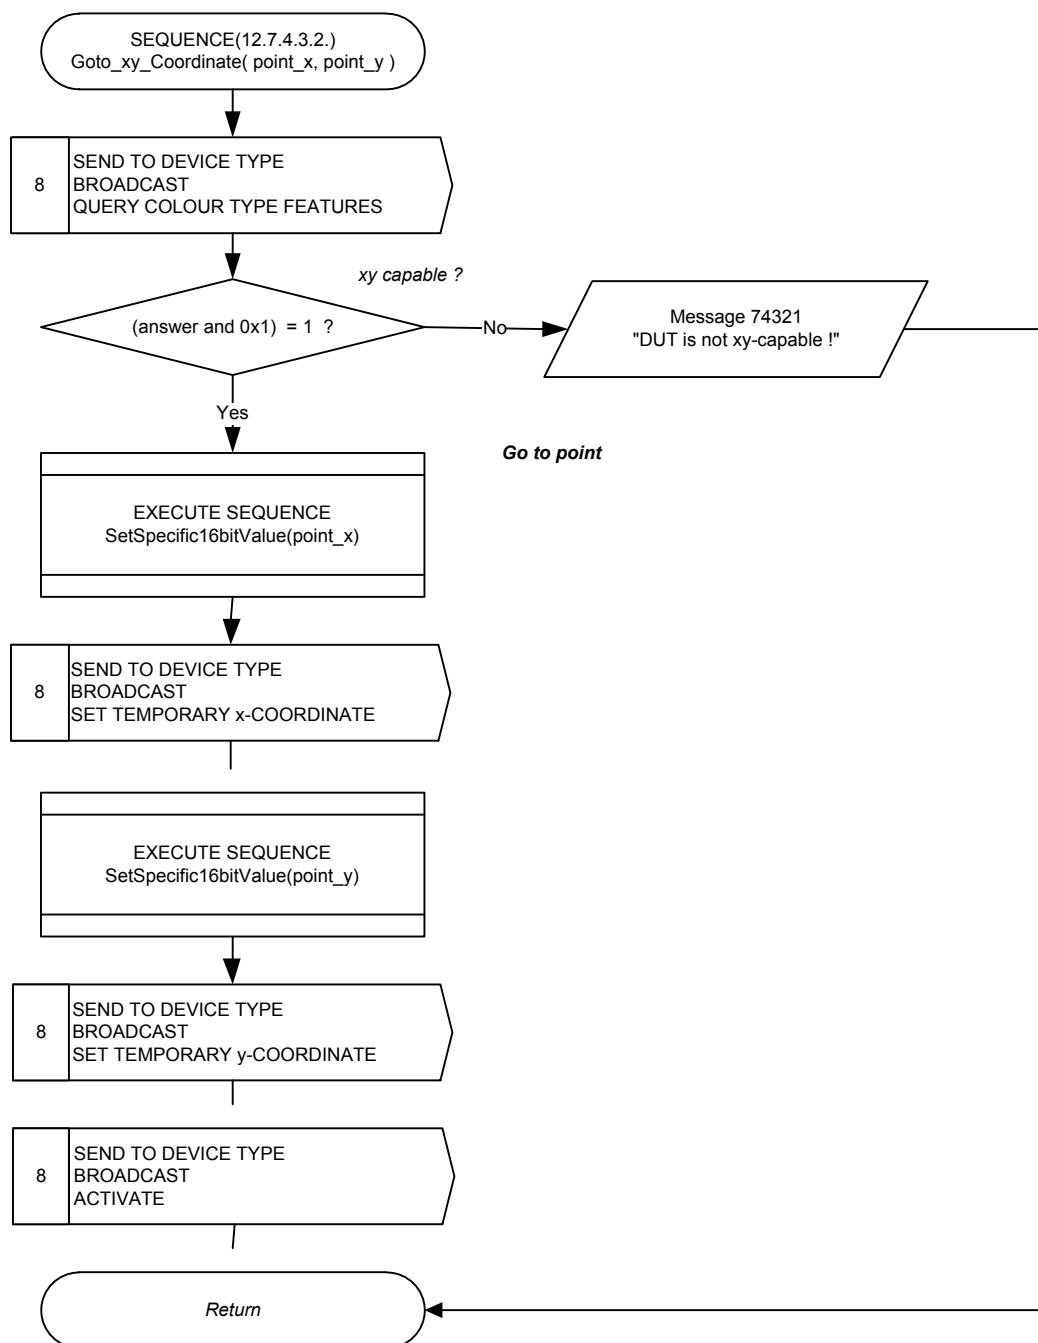 SEQUENCE(12.7.4.3.2.)
Goto_xy_Coordinate( point_x, point_y )
8
SEND TO DEVICE TYPE
BROADCAST
QUERY COLOUR TYPE FEATURES
xy capable ?
(answer and 0x1) = 1 ?
No
Message 74321
"DUT is not xy-capable !"
Yes
Go to point
EXECUTE SEQUENCE
SetSpecific16bitValue(point_x)
8
SEND TO DEVICE TYPE
BROADCAST
SET TEMPORARY x-COORDINATE
EXECUTE SEQUENCE
SetSpecific16bitValue(point_y)
8
SEND TO DEVICE TYPE
BROADCAST
SET TEMPORARY y-COORDINATE
8
SEND TO DEVICE TYPE
BROADCAST
ACTIVATE
Return